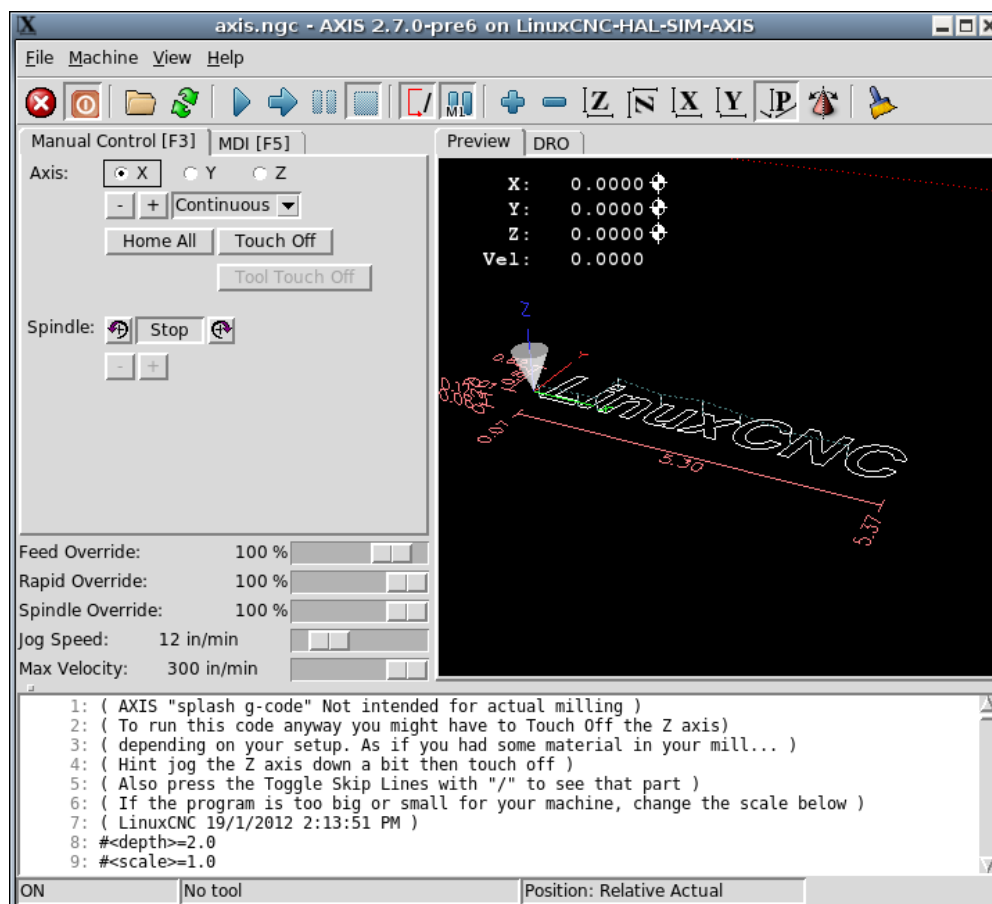 axis.ngc - AXIS 2.7.0-pre6 on LinuxCNC-HAL-SIM-AXIS
File Machine View Help
M1 Z N X Y P
Manual Control [F3] MDI [F5]
Axis: X Y Z
- + Continuous
Home All Touch Off
Tool Touch Off
Spindle: Stop
- +
Feed Override: 100 %
Rapid Override: 100 %
Spindle Override: 100 %
Jog Speed: 12 in/min
Max Velocity: 300 in/min
Preview DRO
X: 0.0000
Y: 0.0000
Z: 0.0000
Vel: 0.0000
Z
Y
LinuxCNC
0.07
5.30
5.37
1: ( AXIS "splash g-code" Not intended for actual milling )
2: ( To run this code anyway you might have to Touch Off the Z axis)
3: ( depending on your setup. As if you had some material in your mill... )
4: ( Hint jog the Z axis down a bit then touch off )
5: ( Also press the Toggle Skip Lines with "/" to see that part )
6: ( If the program is too big or small for your machine, change the scale below )
7: ( LinuxCNC 19/1/2012 2:13:51 PM )
8: #<depth>=2.0
9: #<scale>=1.0
ON No tool Position: Relative Actual